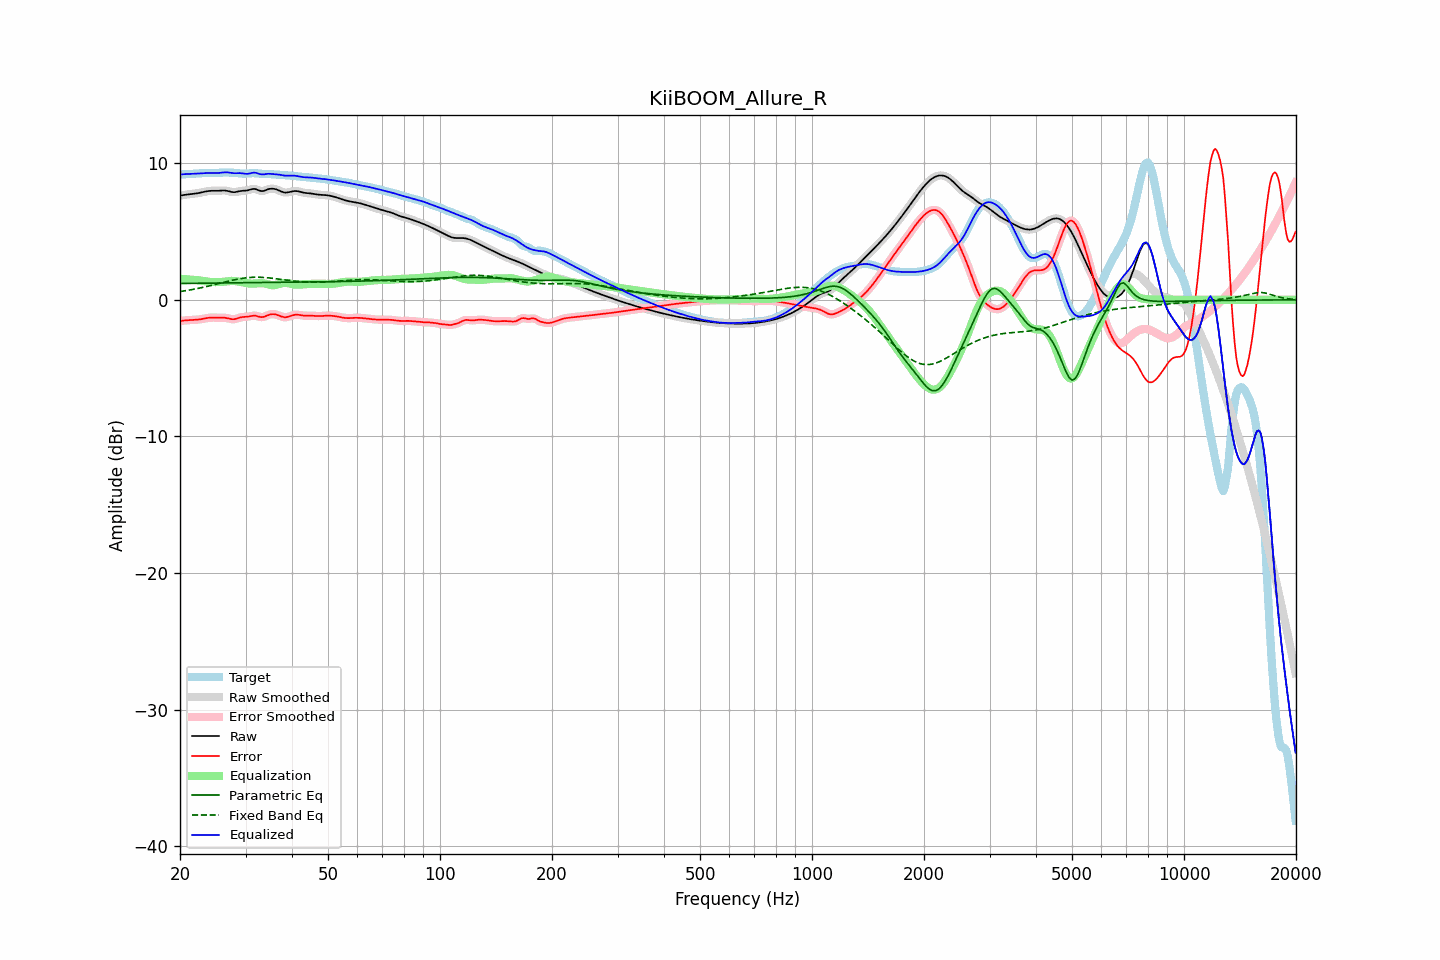 KiiBOOM_Allure_R
10
0
−10
−20
−30
−40
Amplitude (dBr)
Target
Raw Smoothed
Error Smoothed
Raw
Error
Equalization
Parametric Eq
Fixed Band Eq
Equalized
20 50 100 200 500 1000 2000 5000 10000 20000
Frequency (Hz)